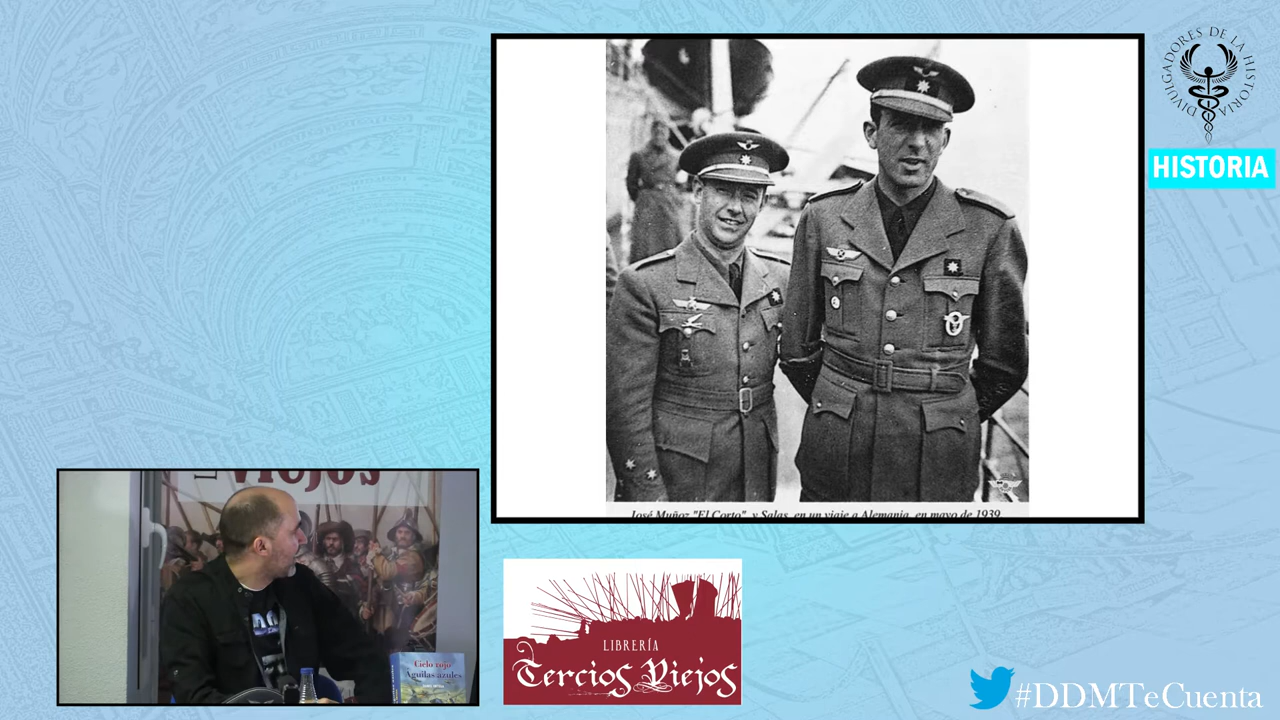 DIVULGADORES DE LA HISTORIA
HISTORIA
José Muñoz "El Corto" y Salas, en un viaje a Alemania, en mayo de 1939
VIEJOS
Cielo rojo
Águilas azules
LIBRERÍA
Tercios Viejos
#DDMTeCuenta